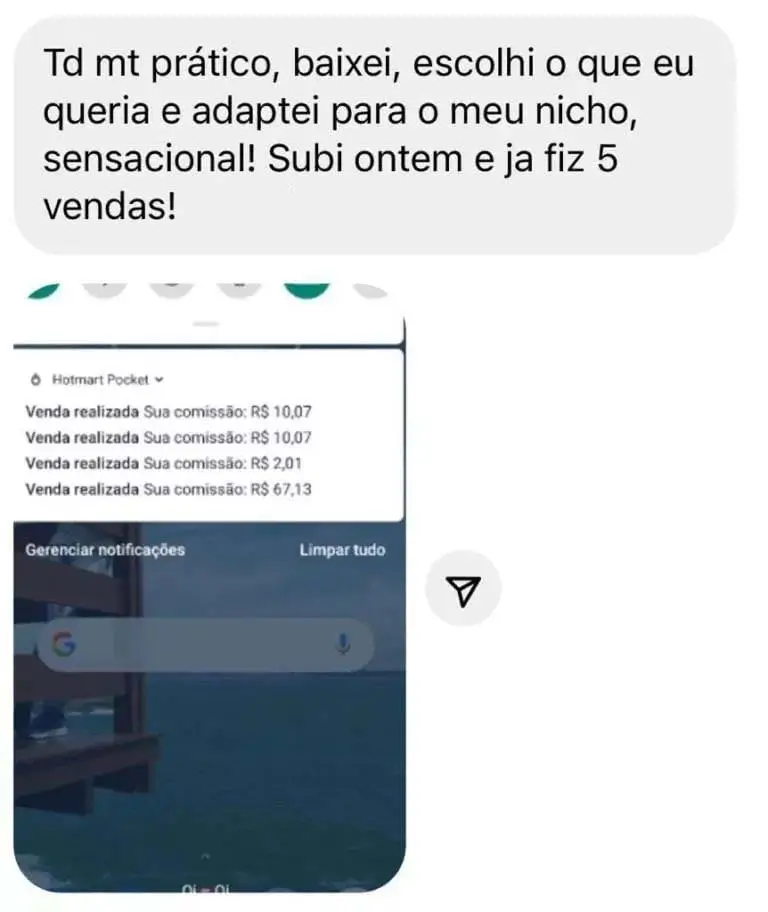 Td mt prático, baixei, escolhi o que eu
queria e adaptei para o meu nicho,
sensacional! Subi ontem e ja fiz 5
vendas!
Hotmart Pocket
Venda realizada Sua comissão: R$ 10,07
Venda realizada Sua comissão: R$ 10,07
Venda realizada Sua comissão: R$ 2,01
Venda realizada Sua comissão: R$ 67,13
Gerenciar notificações Limpar tudo
G
Oi – Oi